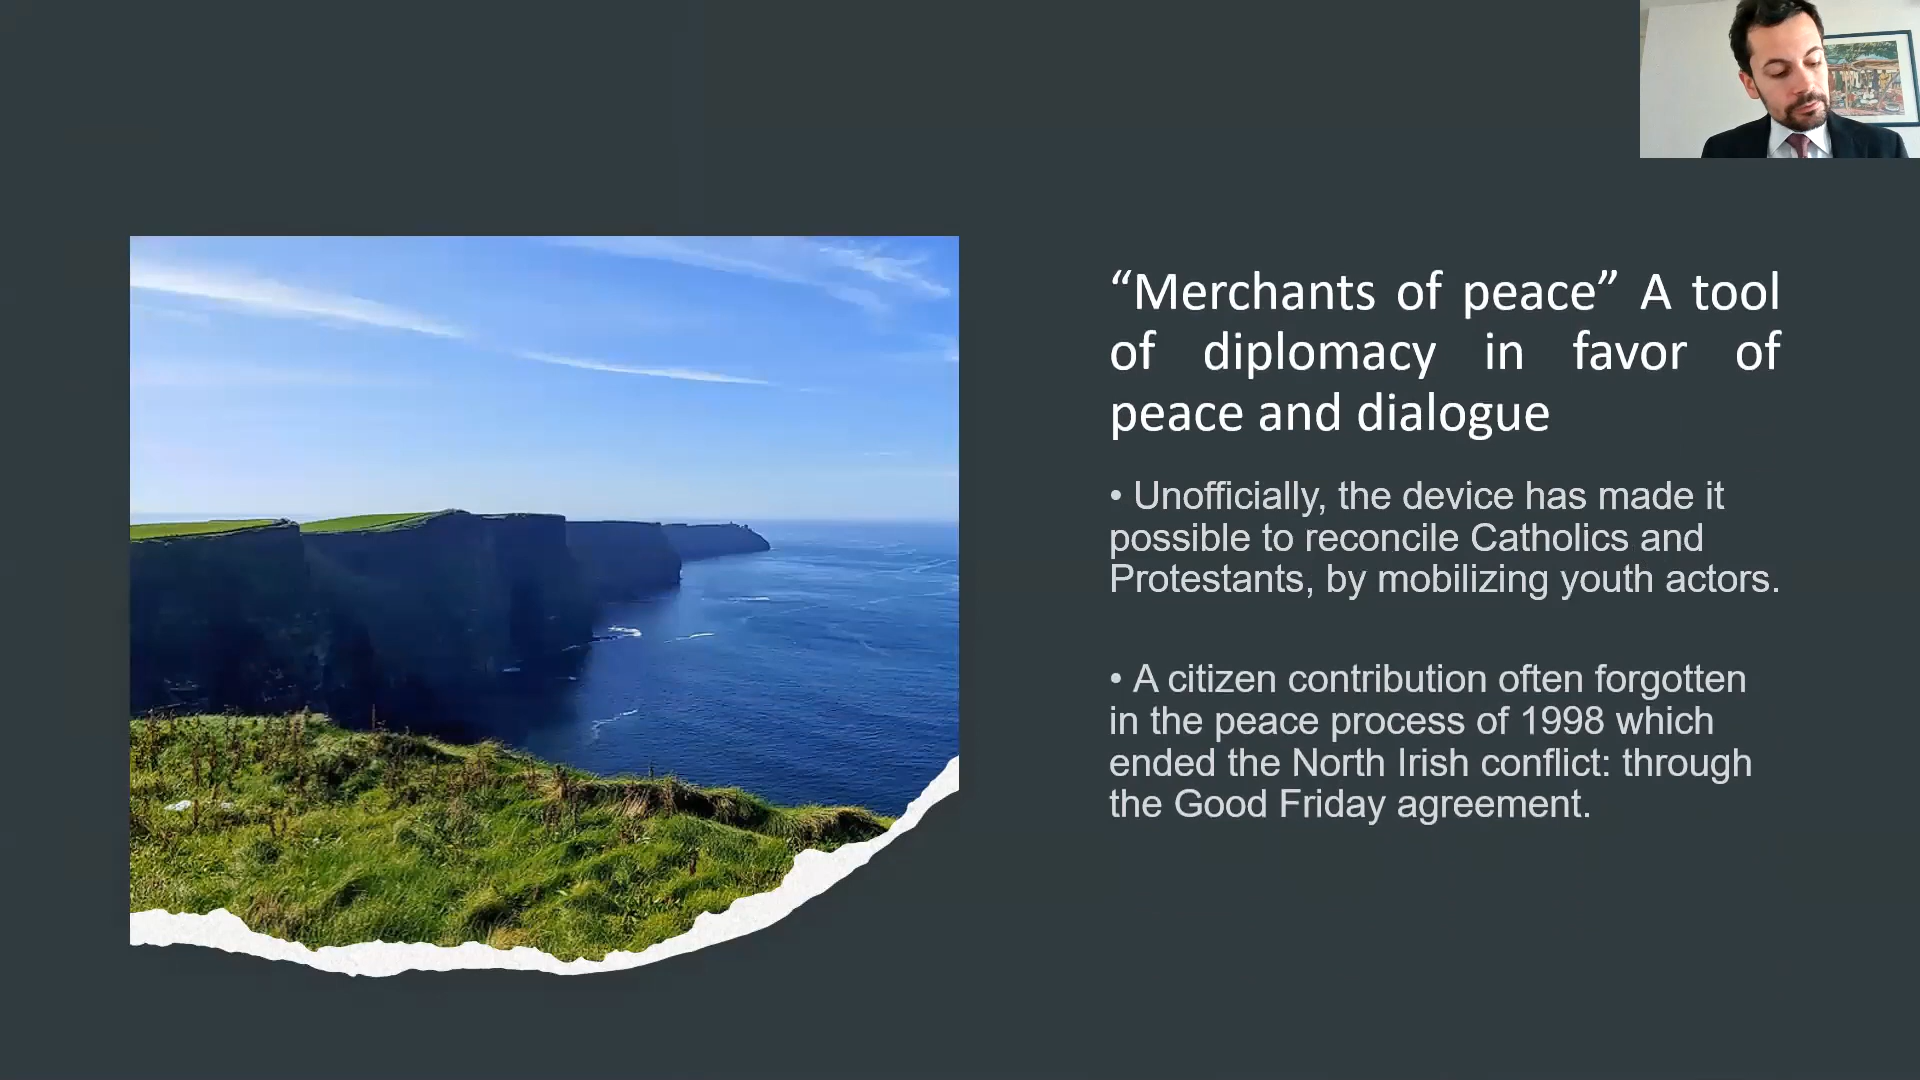 “Merchants of peace” A tool
of diplomacy in favor of
peace and dialogue
• Unofficially, the device has made it
possible to reconcile Catholics and
Protestants, by mobilizing youth actors.
• A citizen contribution often forgotten
in the peace process of 1998 which
ended the North Irish conflict: through
the Good Friday agreement.